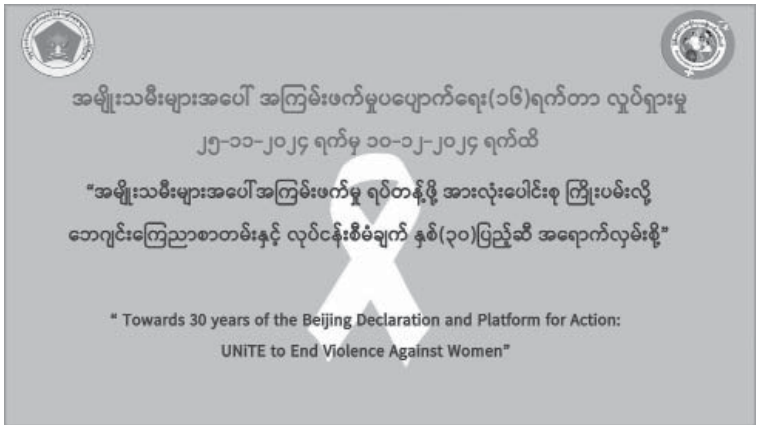 အမျိုးသမီးများအပေါ် အကြမ်းဖက်မှုပပျောက်ရေး(၁၆)ရက်တာ လှုပ်ရှားမှု
၂၅-၁၁-၂၀၂၄ ရက်မှ ၁၀-၁၂-၂၀၂၄ ရက်ထိ
“အမျိုးသမီးများအပေါ်အကြမ်းဖက်မှု ရပ်တန့်ဖို့ အားလုံးပေါင်းစု ကြိုးပမ်းလို့
ဘေဂျင်းကြေညာစာတမ်းနှင့် လုပ်ငန်းစီမံချက် နှစ်(၃၀)ပြည့်ဆီ အရောက်လှမ်းစို့”
“ Towards 30 years of the Beijing Declaration and Platform for Action:
UNiTE to End Violence Against Women”